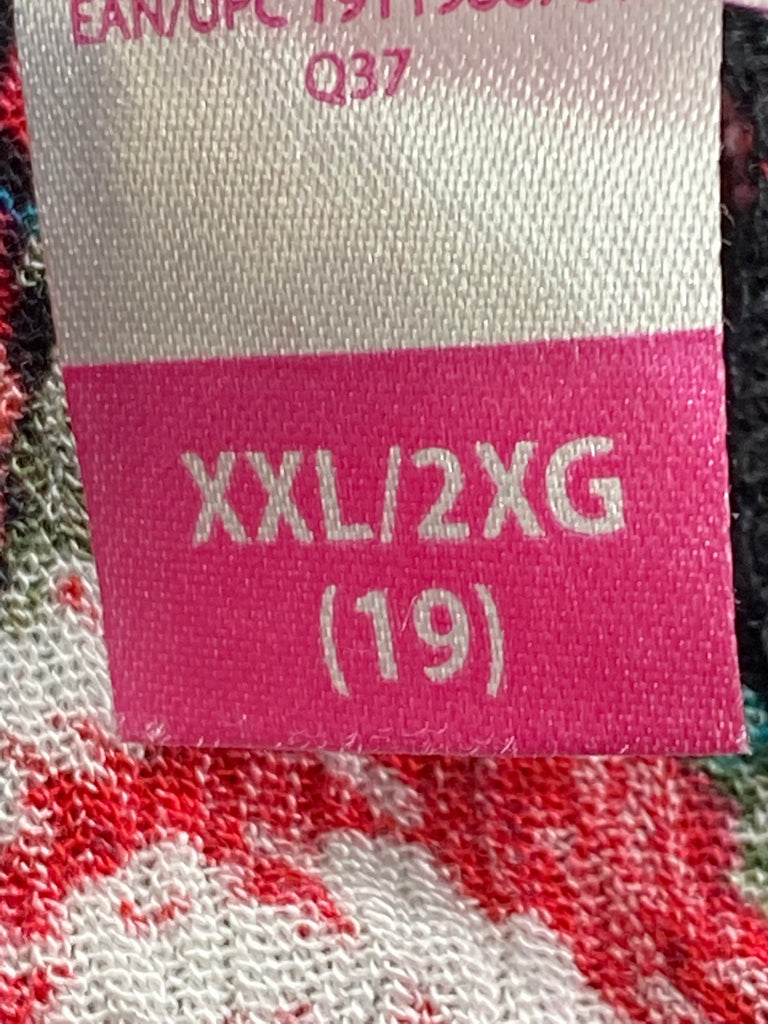 EAN/UPC
Q37
XXL/2XG
(19)